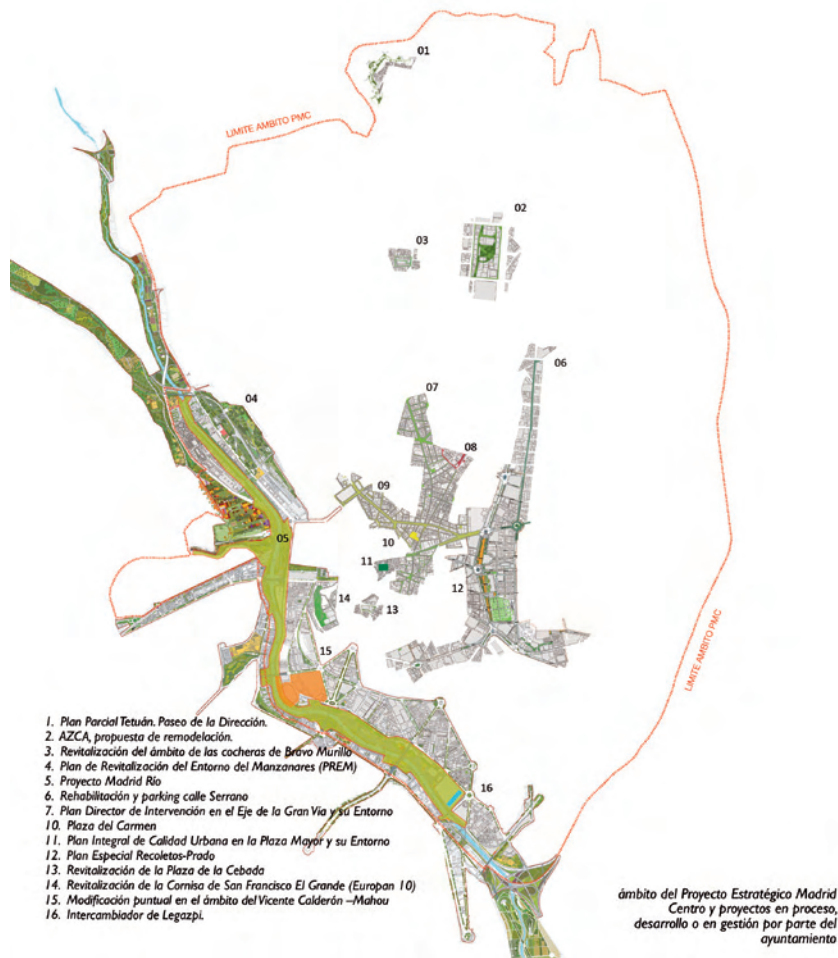 01
LIMITE AMBITO PMC
02
03
06
04
07
08
09
10
05
11
12
14
13
15
LIMITE AMBITO PMC
16
1. Plan Parcial Tetuán. Paseo de la Dirección.
2. AZCA, propuesta de remodelación.
3. Revitalización del ámbito de las cocheras de Bravo Murillo
4. Plan de Revitalización del Entorno del Manzanares (PREM)
5. Proyecto Madrid Río
6. Rehabilitación y parking calle Serrano
7. Plan Director de Intervención en el Eje de la Gran Vía y su Entorno
10. Plaza del Carmen
11. Plan Integral de Calidad Urbana en la Plaza Mayor y su Entorno
12. Plan Especial Recoletos-Prado
13. Revitalización de la Plaza de la Cebada
14. Revitalización de la Cornisa de San Francisco El Grande (Europan 10)
15. Modificación puntual en el ámbito del Vicente Calderón –Mahou
16. Intercambiador de Legazpi.
ámbito del Proyecto Estratégico Madrid
Centro y proyectos en proceso,
desarrollo o en gestión por parte del
ayuntamiento